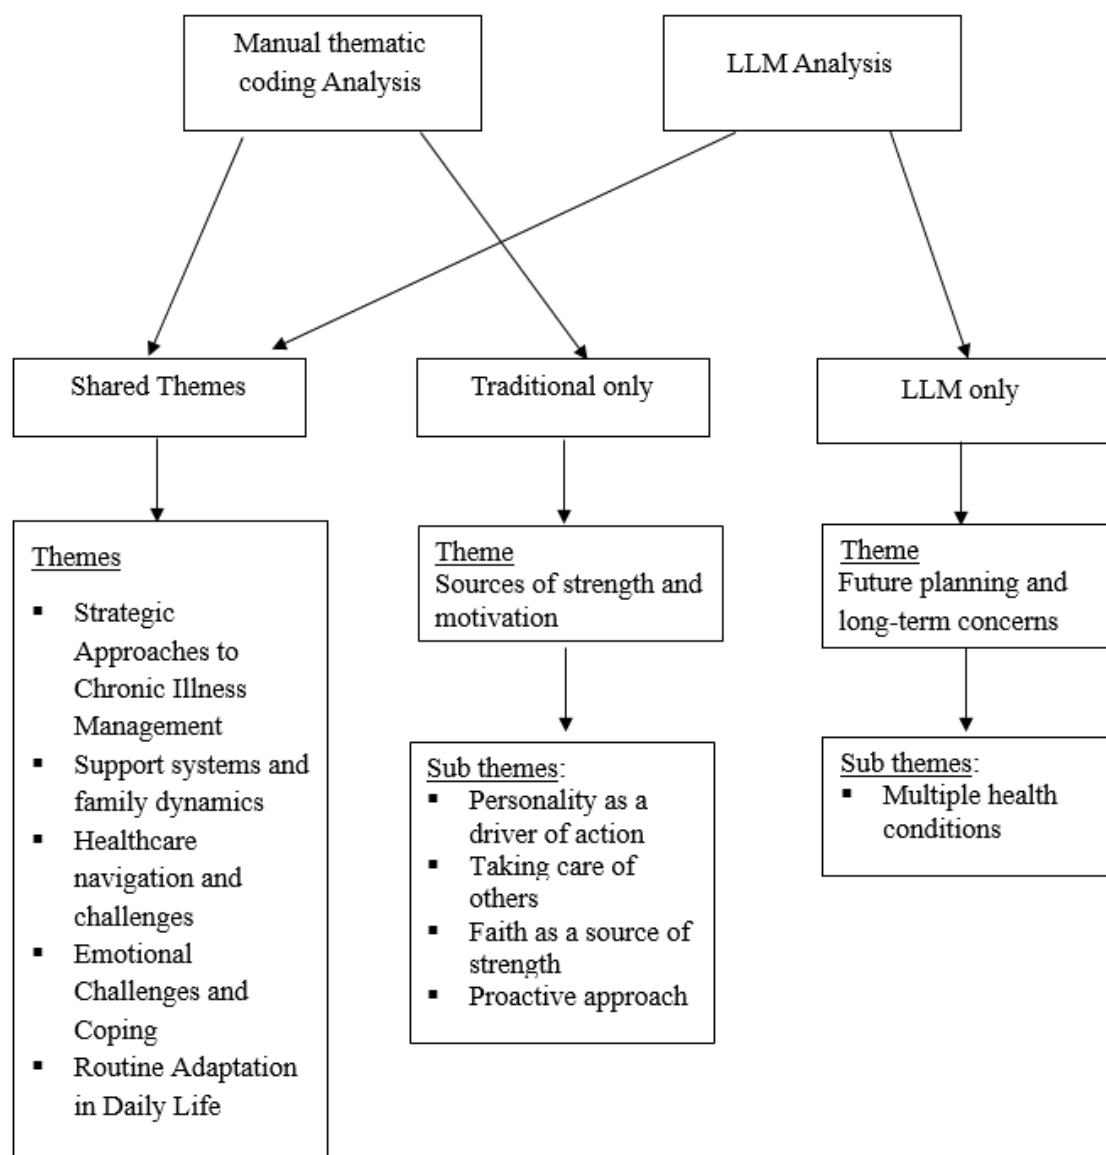 Manual thematic
coding Analysis
LLM Analysis
Shared Themes
Traditional only
LLM only
Themes
▪ Strategic
Approaches to
Chronic Illness
Management
▪ Support systems and
family dynamics
▪ Healthcare
navigation and
challenges
▪ Emotional
Challenges and
Coping
▪ Routine Adaptation
in Daily Life
Theme
Sources of strength and
motivation
Sub themes:
▪ Personality as a
driver of action
▪ Taking care of
others
▪ Faith as a source of
strength
▪ Proactive approach
Theme
Future planning and
long-term concerns
Sub themes:
▪ Multiple health
conditions